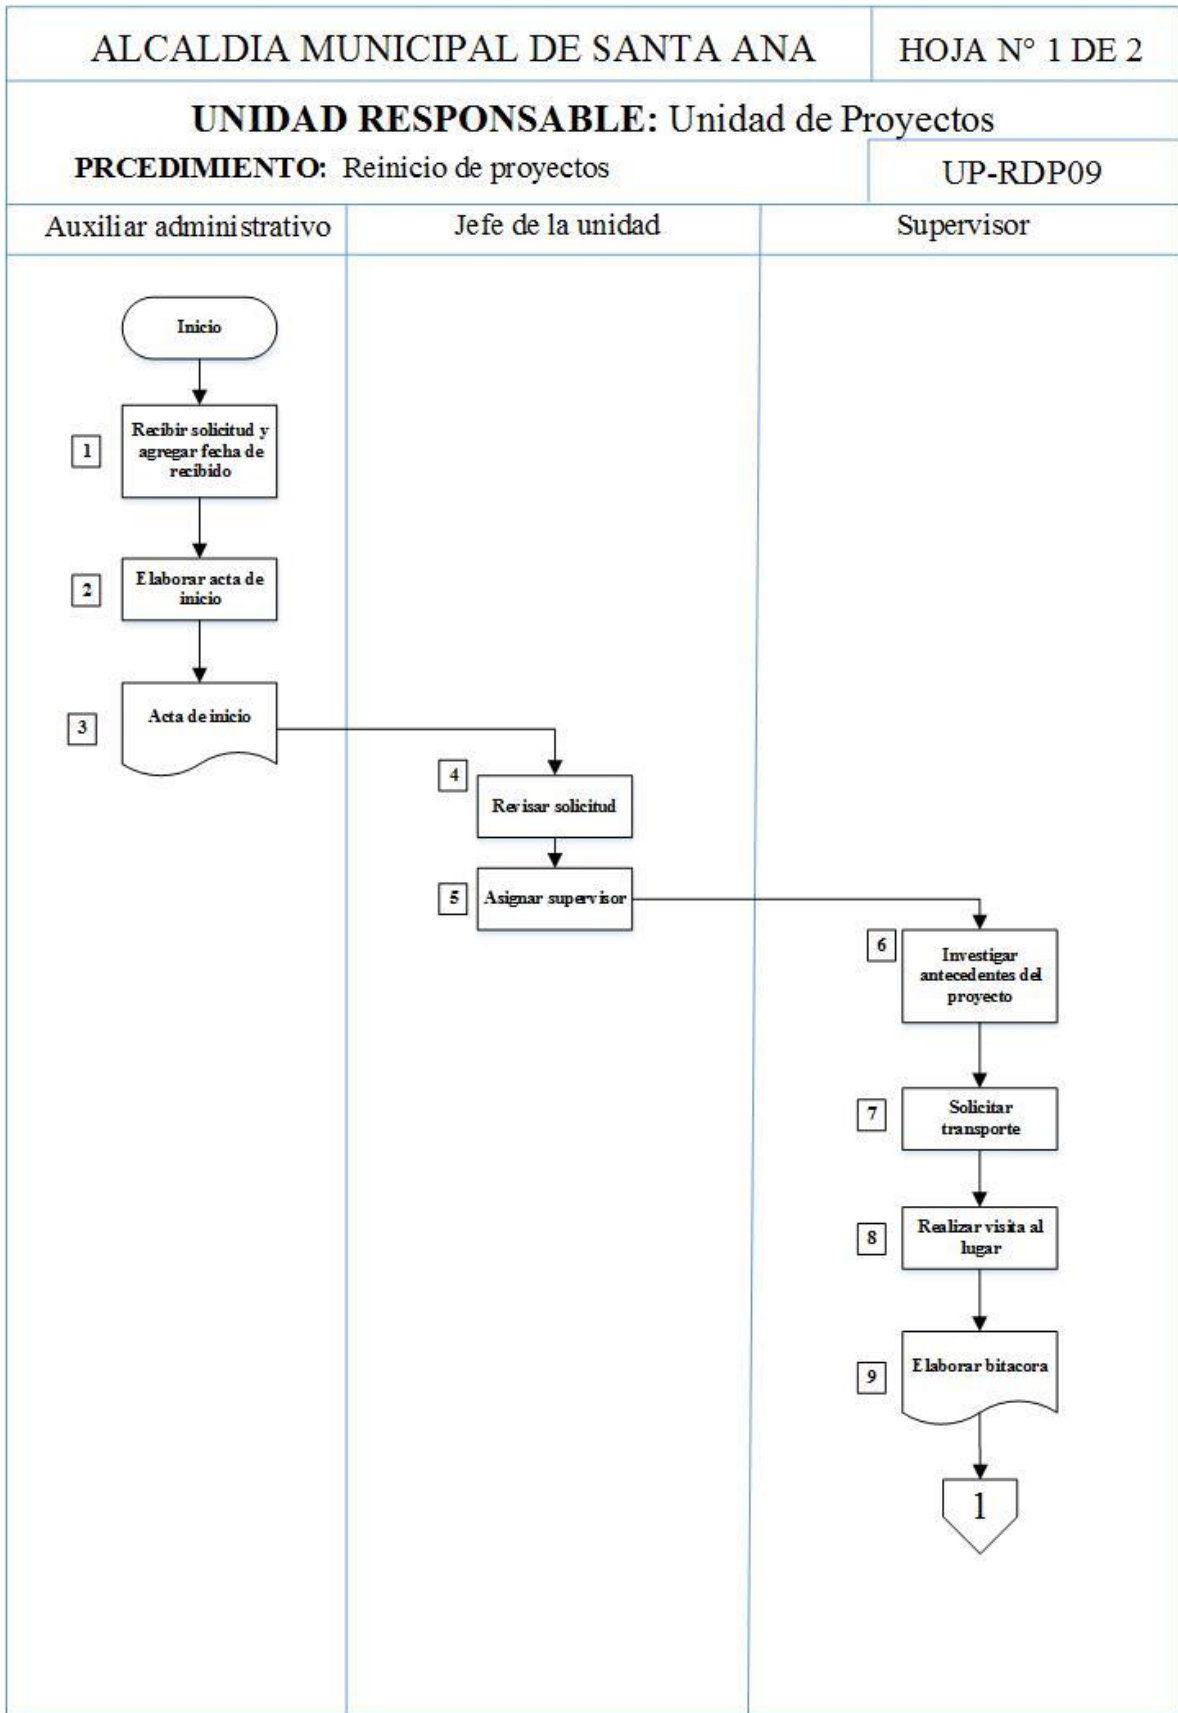 ALCALDIA MUNICIPAL DE SANTA ANA
HOJA N° 1 DE 2
UNIDAD RESPONSABLE: Unidad de Proyectos
PRCEDIMIENTO: Reinicio de proyectos
UP-RDP09
Auxiliar administrativo
Jefe de la unidad
Supervisor
Inicio
1
Recibir solicitud y
agregar fecha de
recibido
2
Elaborar acta de
inicio
3
Acta de inicio
4
Revisar solicitud
5
Asignar supervisor
6
Investigar
antecedentes del
proyecto
7
Solicitar
transporte
8
Realizar visita al
lugar
9
Elaborar bitacora
1